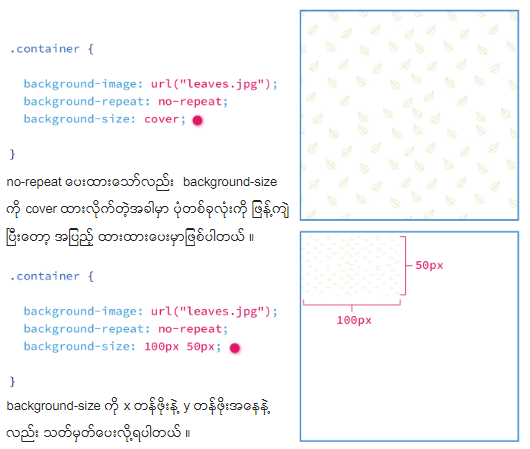 .container {
background-image: url("leaves.jpg");
background-repeat: no-repeat;
background-size: cover;
}
no-repeat ပေးထားသော်လည်း background-size
ကို cover ထားလိုက်တဲ့အခါမှာ ပုံတစ်ခုလုံးကို ဖြန့်ကျဲ
ပြီးတော့ အပြည့် ထားထားပေးမှာဖြစ်ပါတယ် ။
.container {
background-image: url("leaves.jpg");
background-repeat: no-repeat;
background-size: 100px 50px;
}
50px
100px
background-size ကို x တန်ဖိုးနဲ့ y တန်ဖိုးအနေနဲ့
လည်း သတ်မှတ်ပေးလို့ရပါတယ် ။